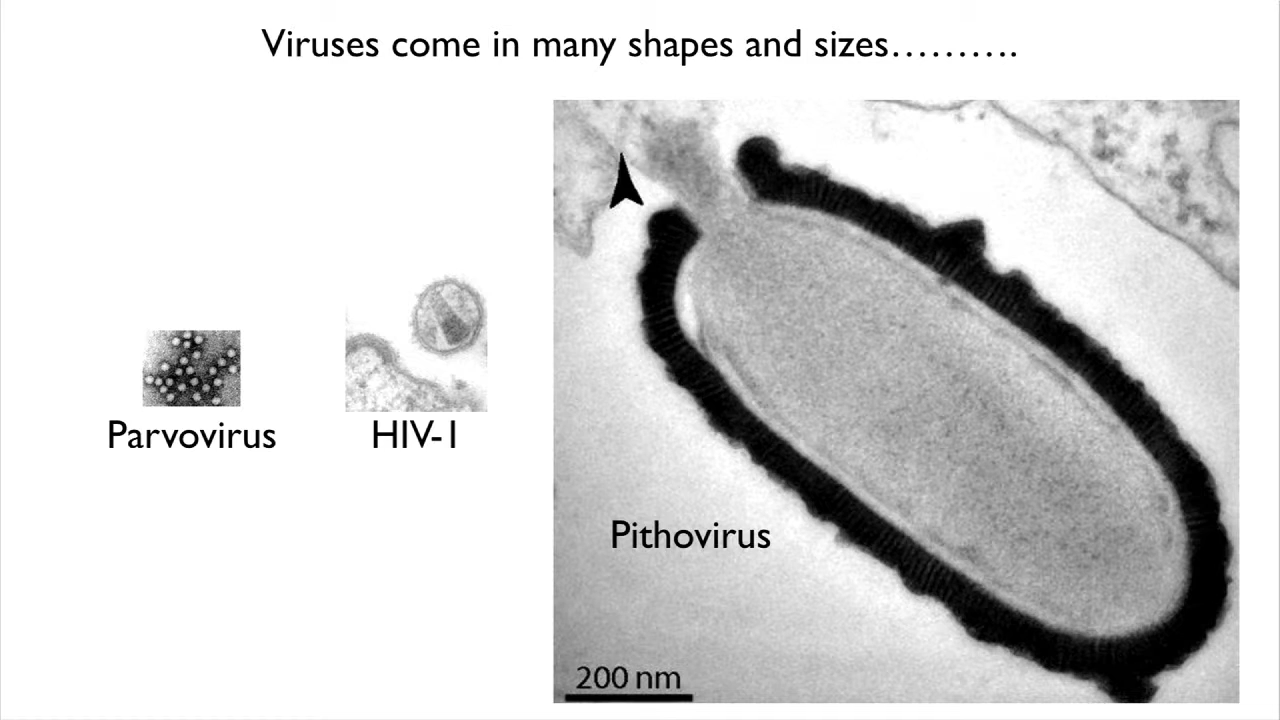 Viruses come in many shapes and sizes……….
Parvovirus
HIV-1
Pithovirus
200 nm